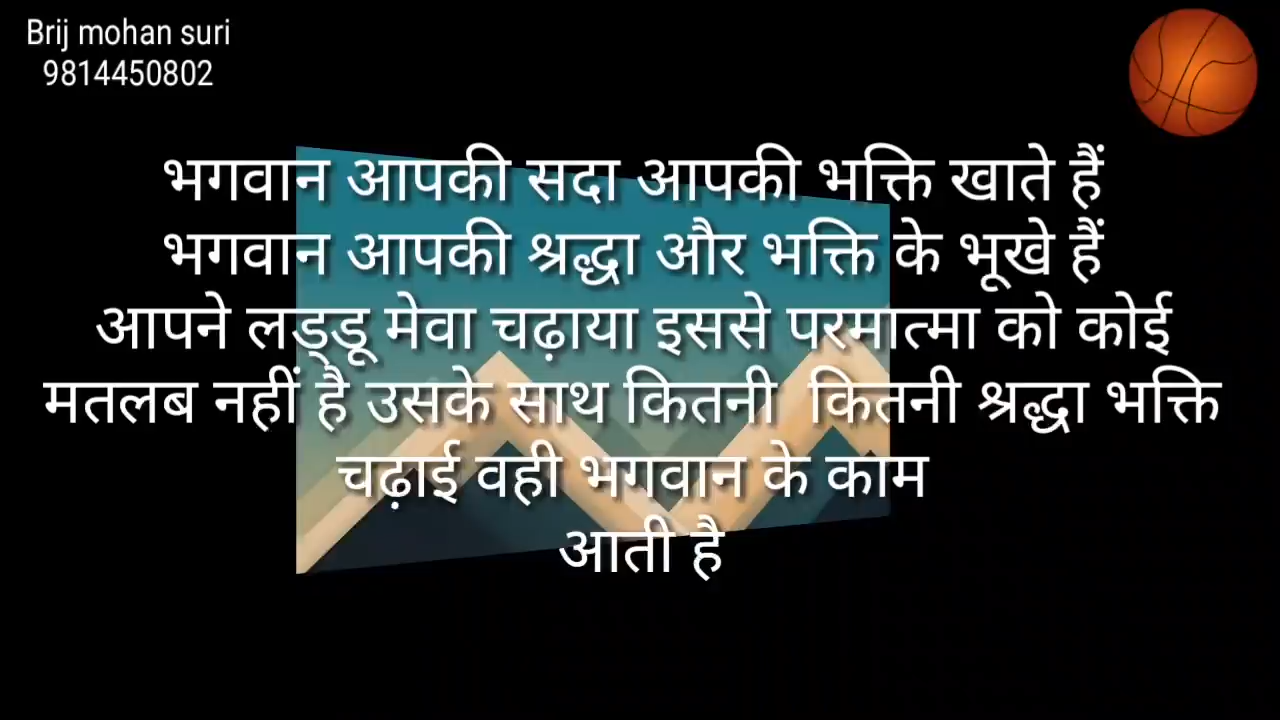 Brij mohan suri
9814450802
भगवान आपकी सदा आपकी भक्ति खाते हैं
भगवान आपकी श्रद्धा और भक्ति के भूखे हैं
आपने लड्डू मेवा चढ़ाया इससे परमात्मा को कोई
मतलब नहीं है उसके साथ कितनी कितनी श्रद्धा भक्ति
चढ़ाई वही भगवान के काम
आती है